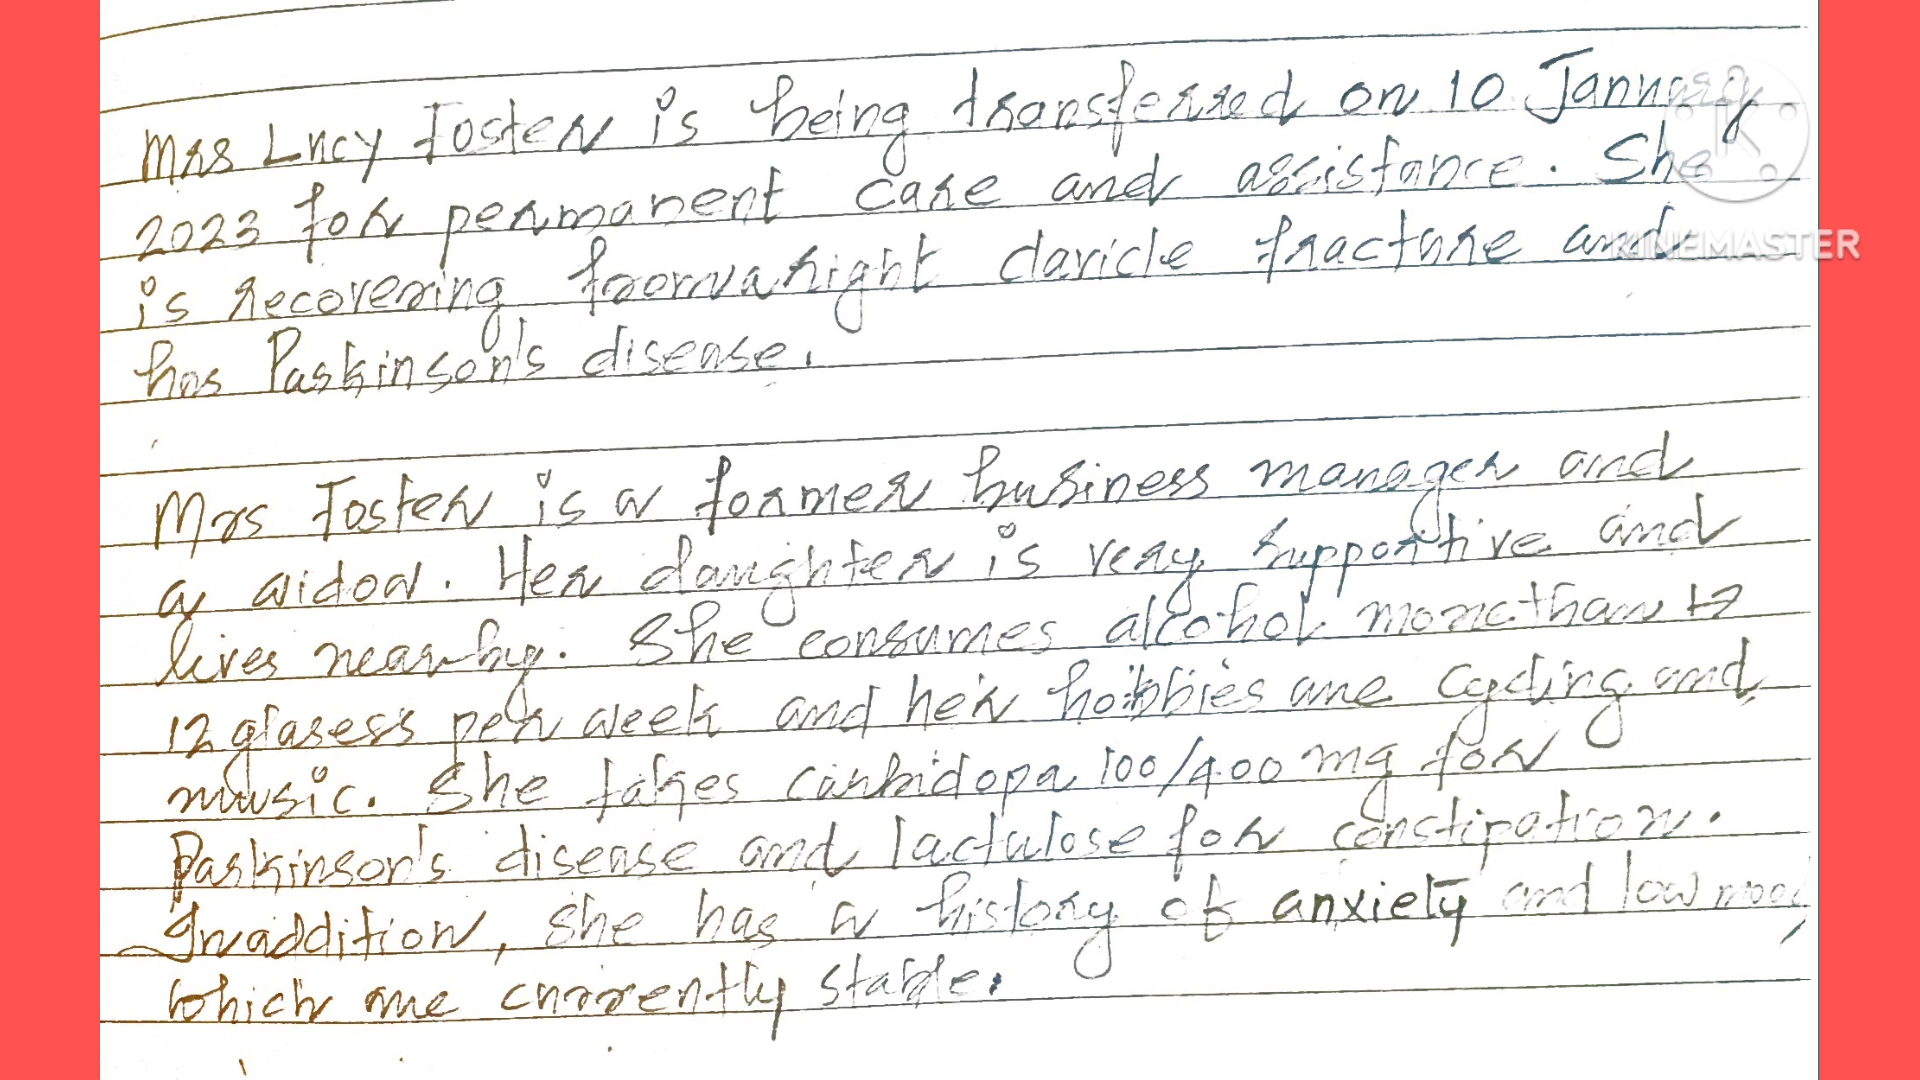 Mrs Lucy Foster is being transferred on 10 January
2023 for permanent care and assistance. She
is recovering from a right clavicle fracture and
has Parkinson's disease.
Mrs Foster is a former business manager and
a widow. Her daughter is very supportive and
lives nearby. She consumes alcohol more than
12 glasess per week and her hobbies are cycling and
music. She takes carbidopa 100/400 mg for
Parkinson's disease and lactulose for constipation.
In addition, she has a history of anxiety and low mood,
which are currently stable.
KINEMASTER